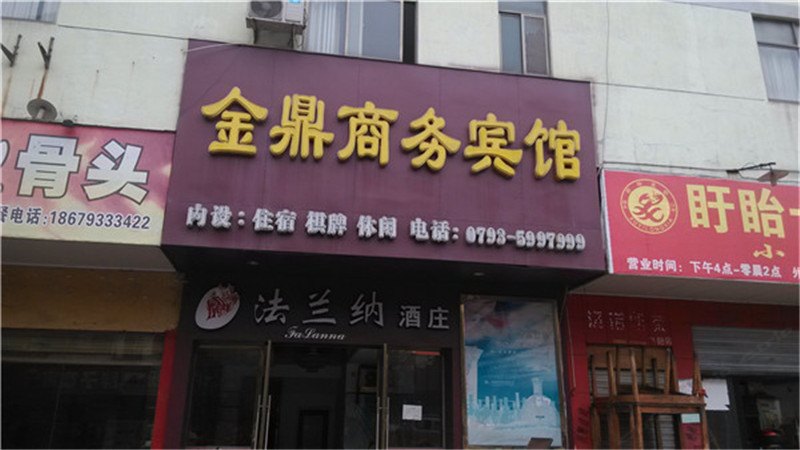 金鼎商务宾馆
内设：住宿 棋牌 休闲 电话：0793-5997999
骨头
电话:18679333422
盱眙
小
营业时间：下午4点-零晨2点
法兰纳酒庄
FaLanna